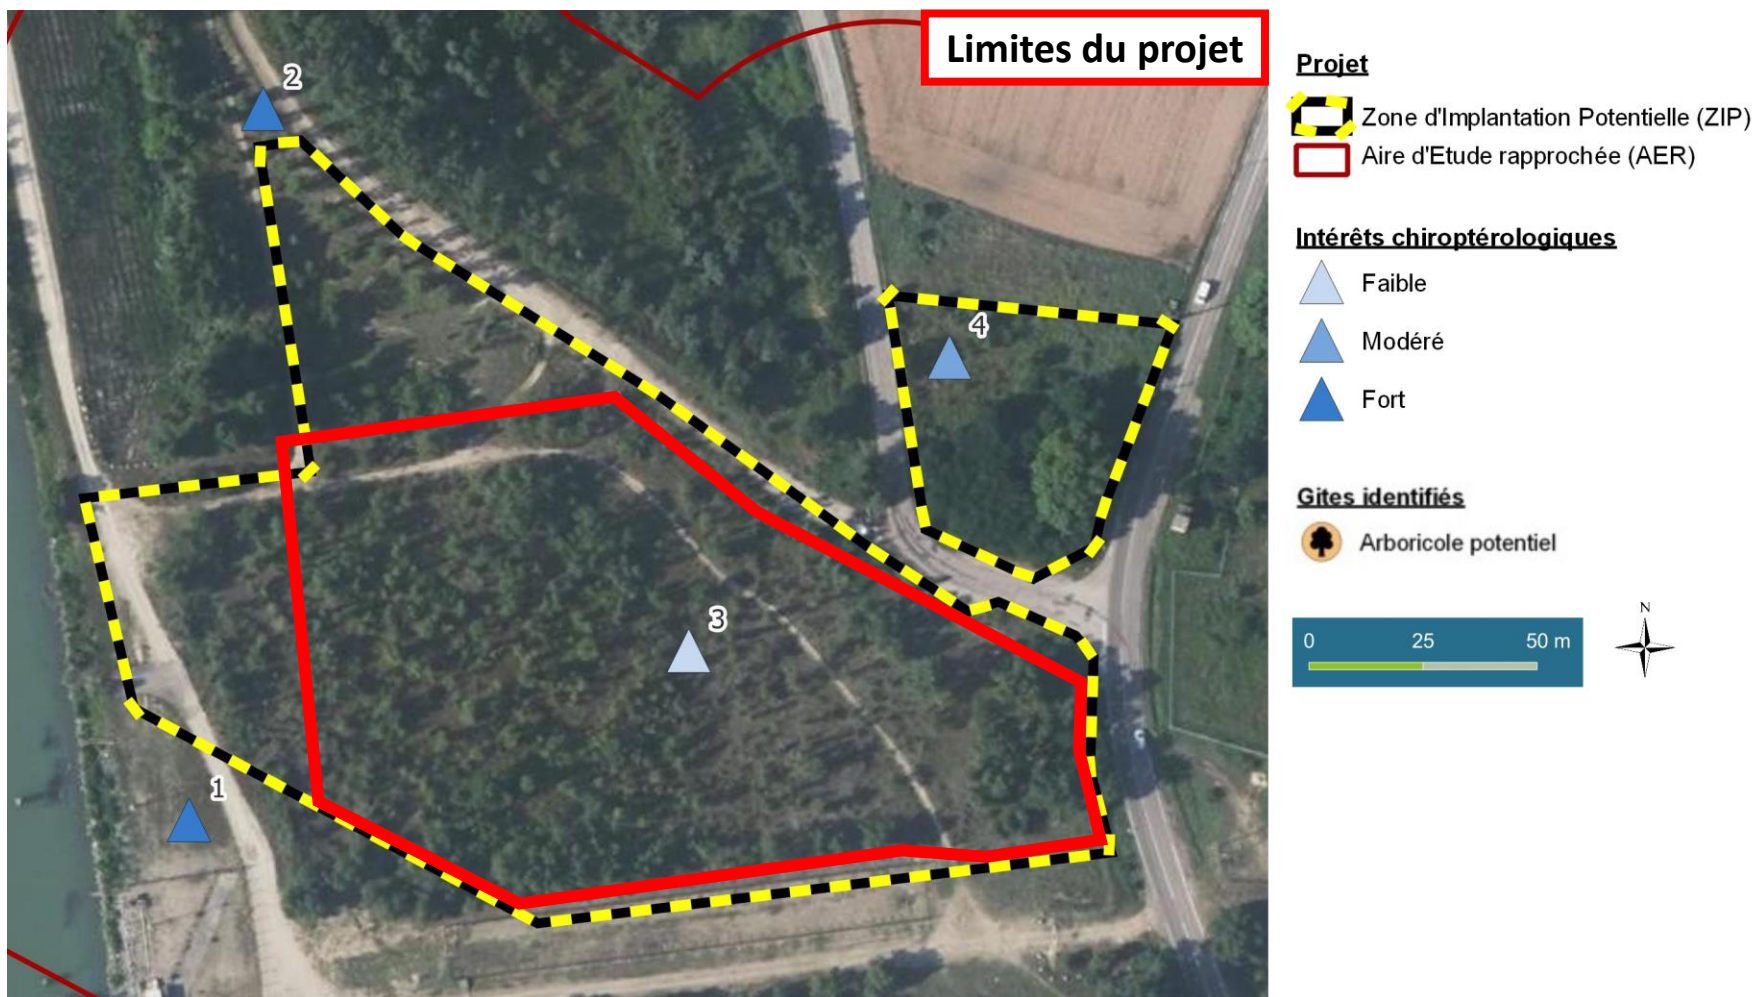 Limites du projet
2
4
3
1
Projet
Zone d'Implantation Potentielle (ZIP)
Aire d'Etude rapprochée (AER)
Intérêts chiroptérologiques
Faible
Modéré
Fort
Gites identifiés
Arboricole potentiel
0 25 50 m
N